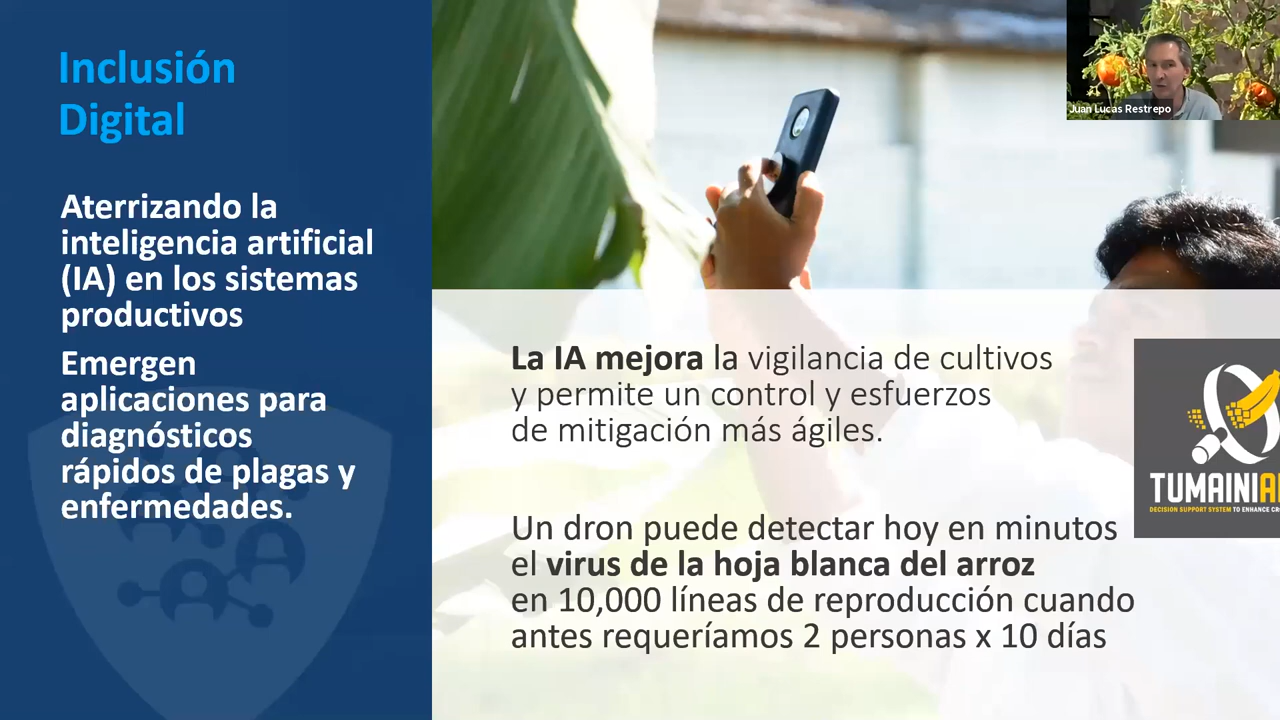 Inclusión
Digital
Aterrizando la
inteligencia artificial
(IA) en los sistemas
productivos
Emergen
aplicaciones para
diagnósticos
rápidos de plagas y
enfermedades.
Juan Lucas Restrepo
La IA mejora la vigilancia de cultivos
y permite un control y esfuerzos
de mitigación más ágiles.
Un dron puede detectar hoy en minutos
el virus de la hoja blanca del arroz
en 10,000 líneas de reproducción cuando
antes requeríamos 2 personas x 10 días
TUMAINI
DECISION SUPPORT SYSTEM TO ENHANCE